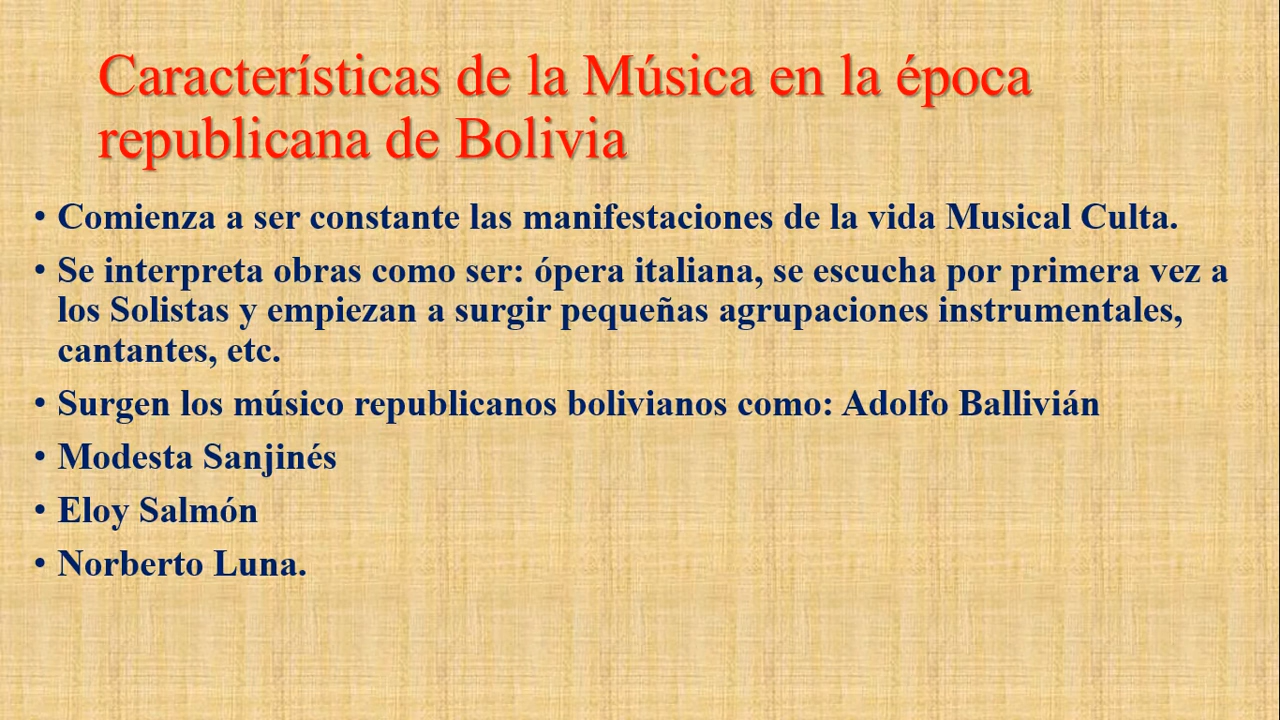 Características de la Música en la época
republicana de Bolivia
• Comienza a ser constante las manifestaciones de la vida Musical Culta.
• Se interpreta obras como ser: ópera italiana, se escucha por primera vez a
los Solistas y empiezan a surgir pequeñas agrupaciones instrumentales,
cantantes, etc.
• Surgen los músico republicanos bolivianos como: Adolfo Ballivián
• Modesta Sanjinés
• Eloy Salmón
• Norberto Luna.